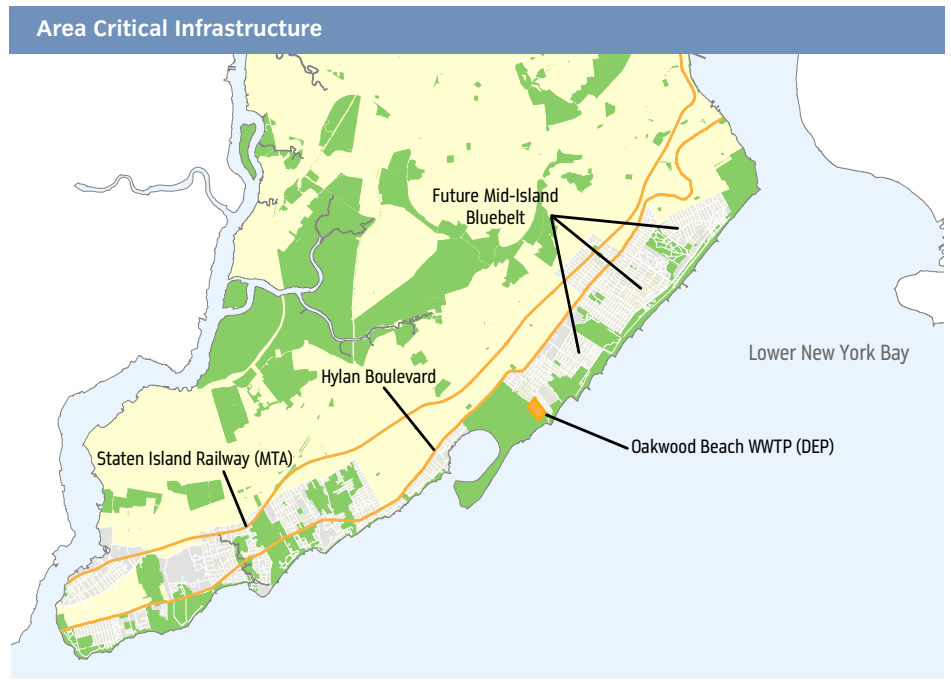 Area Critical Infrastructure
Future Mid-Island
Bluebelt
Lower New York Bay
Hylan Boulevard
Oakwood Beach WWTP (DEP)
Staten Island Railway (MTA)